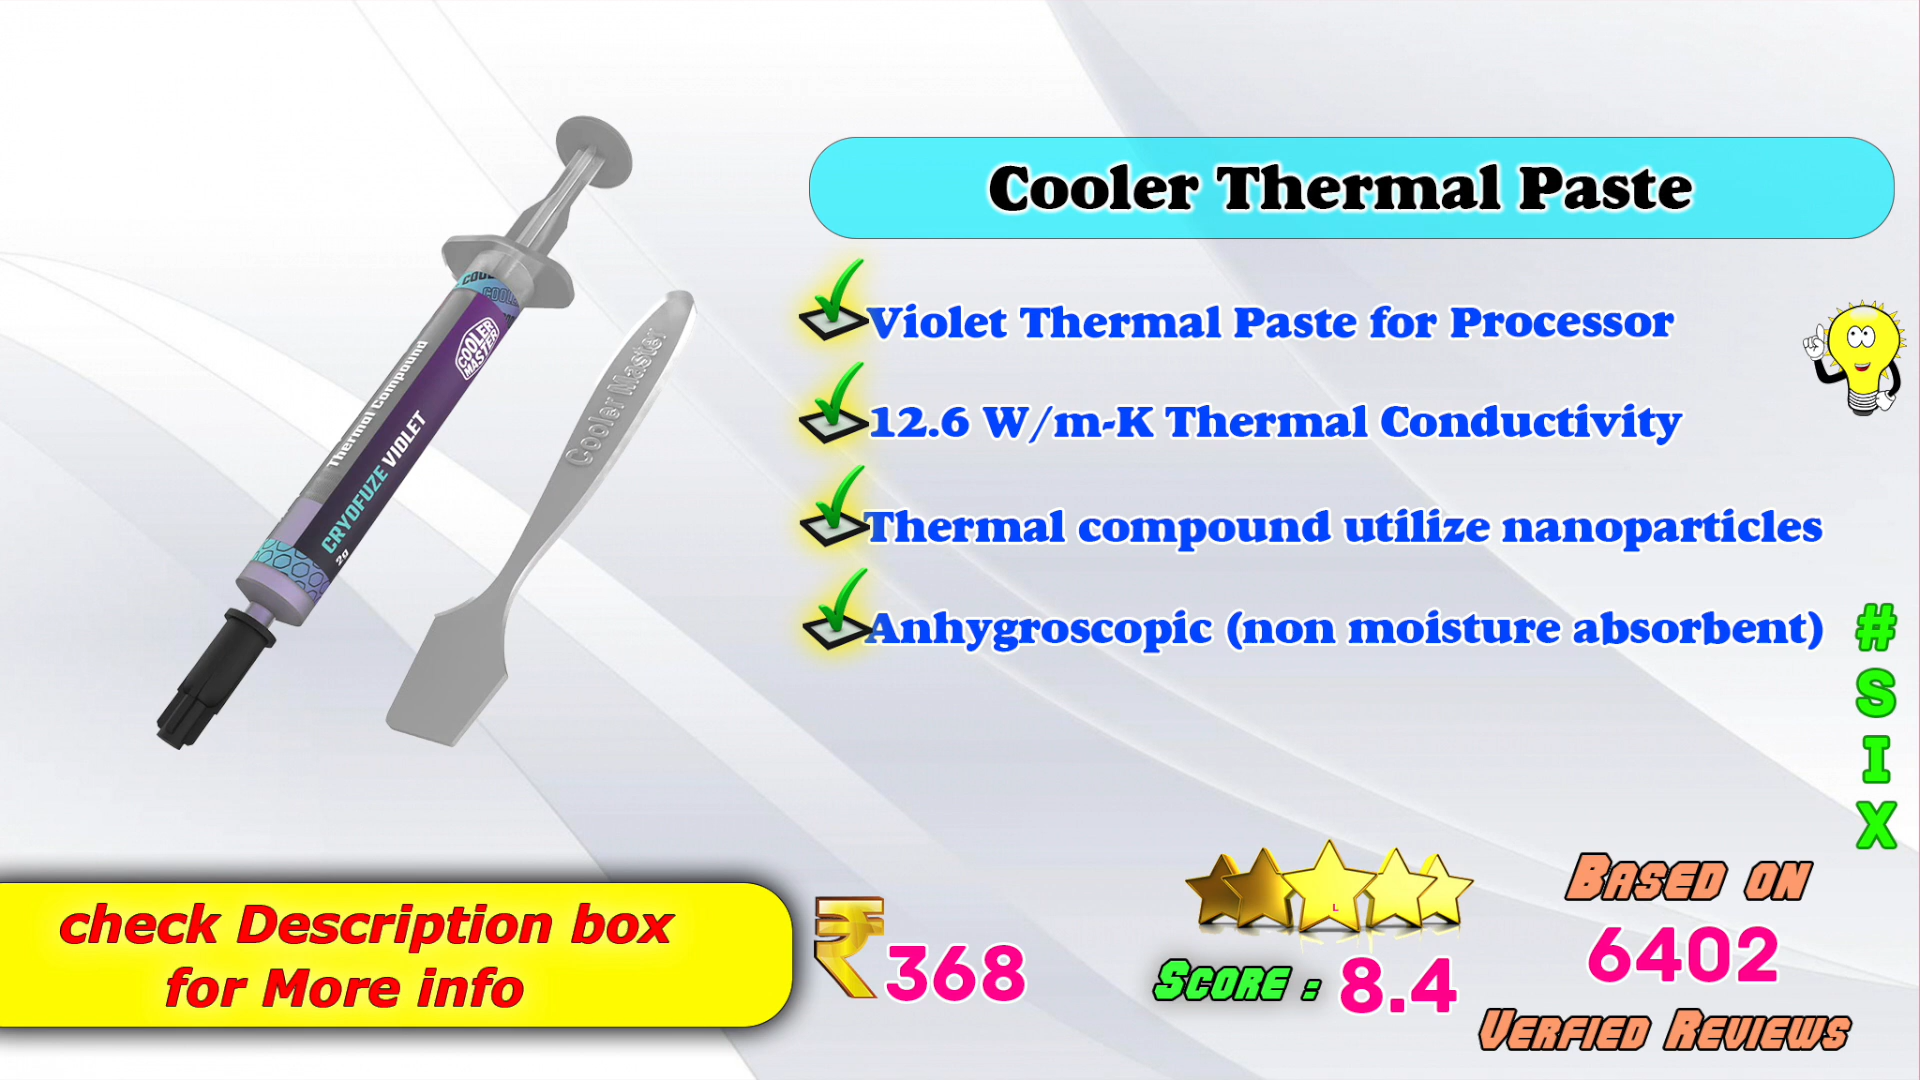 Cooler Thermal Paste
Violet Thermal Paste for Processor
12.6 W/m-K Thermal Conductivity
Thermal compound utilize nanoparticles
Anhygroscopic (non moisture absorbent)
COOLER
MASTER
Thermal Compound
CRYOFUZE VIOLET
2g
Cooler Master
#
S
I
X
check Description box
for More info
₹368
L
Score : 8.4
Based on
6402
Verfied Reviews